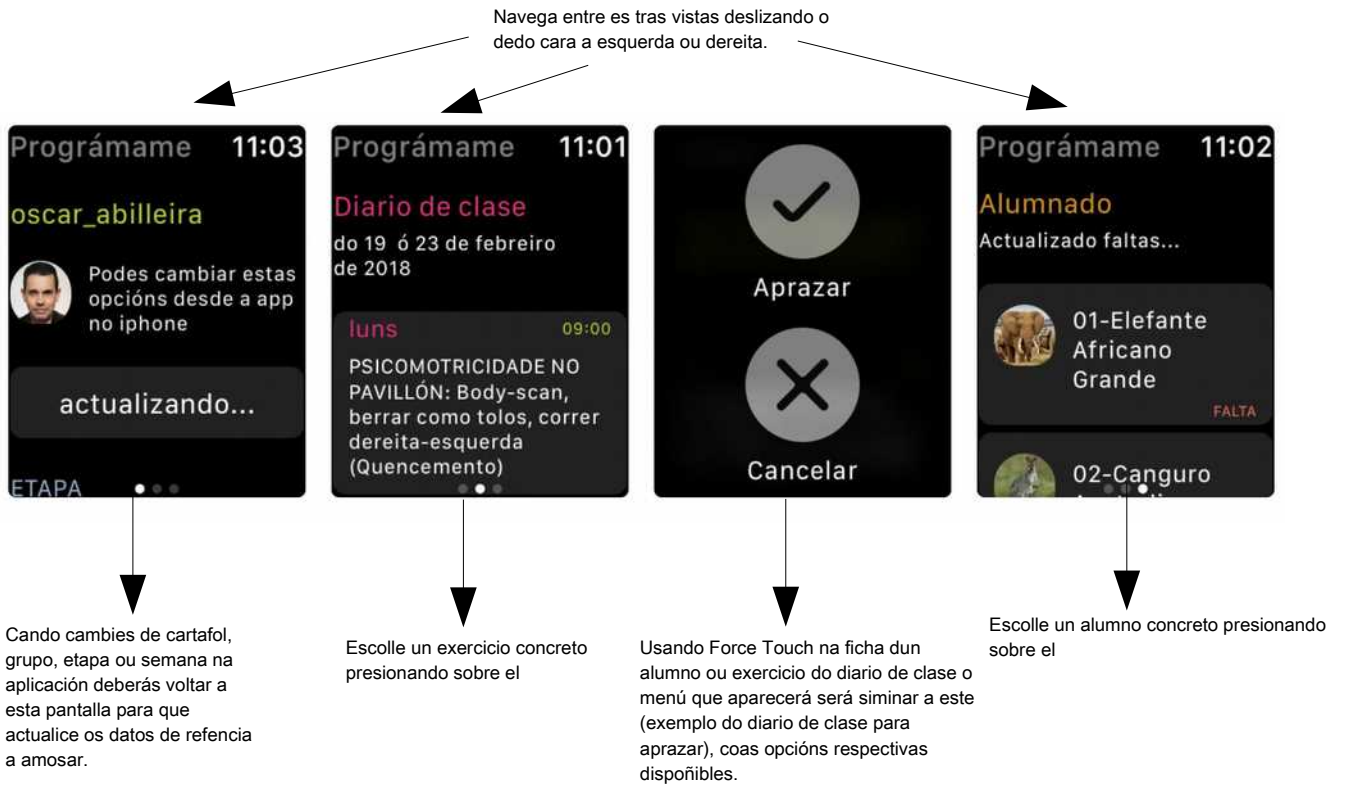 Navega entre es tras vistas deslizando o
dedo cara a esquerda ou dereita.
Prográmame 11:03
oscar_abilleira
Podes cambiar estas
opcións desde a app
no iphone
actualizando...
ETAPA
Prográmame 11:01
Diario de clase
do 19 ó 23 de febreiro
de 2018
luns 09:00
PSICOMOTRICIDADE NO
PAVILLÓN: Body-scan,
berrar como tolos, correr
dereita-esquerda
(Quencemento)
Aprazar
Cancelar
Prográmame 11:02
Alumnado
Actualizado faltas...
01-Elefante
Africano
Grande
FALTA
02-Canguro
Cando cambies de cartafol,
grupo, etapa ou semana na
aplicación deberás voltar a
esta pantalla para que
actualice os datos de refencia
a amosar.
Escolle un exercicio concreto
presionando sobre el
Usando Force Touch na ficha dun
alumno ou exercicio do diario de clase o
menú que aparecerá será siminar a este
(exemplo do diario de clase para
aprazar), coas opcións respectivas
dispoñibles.
Escolle un alumno concreto presionando
sobre el